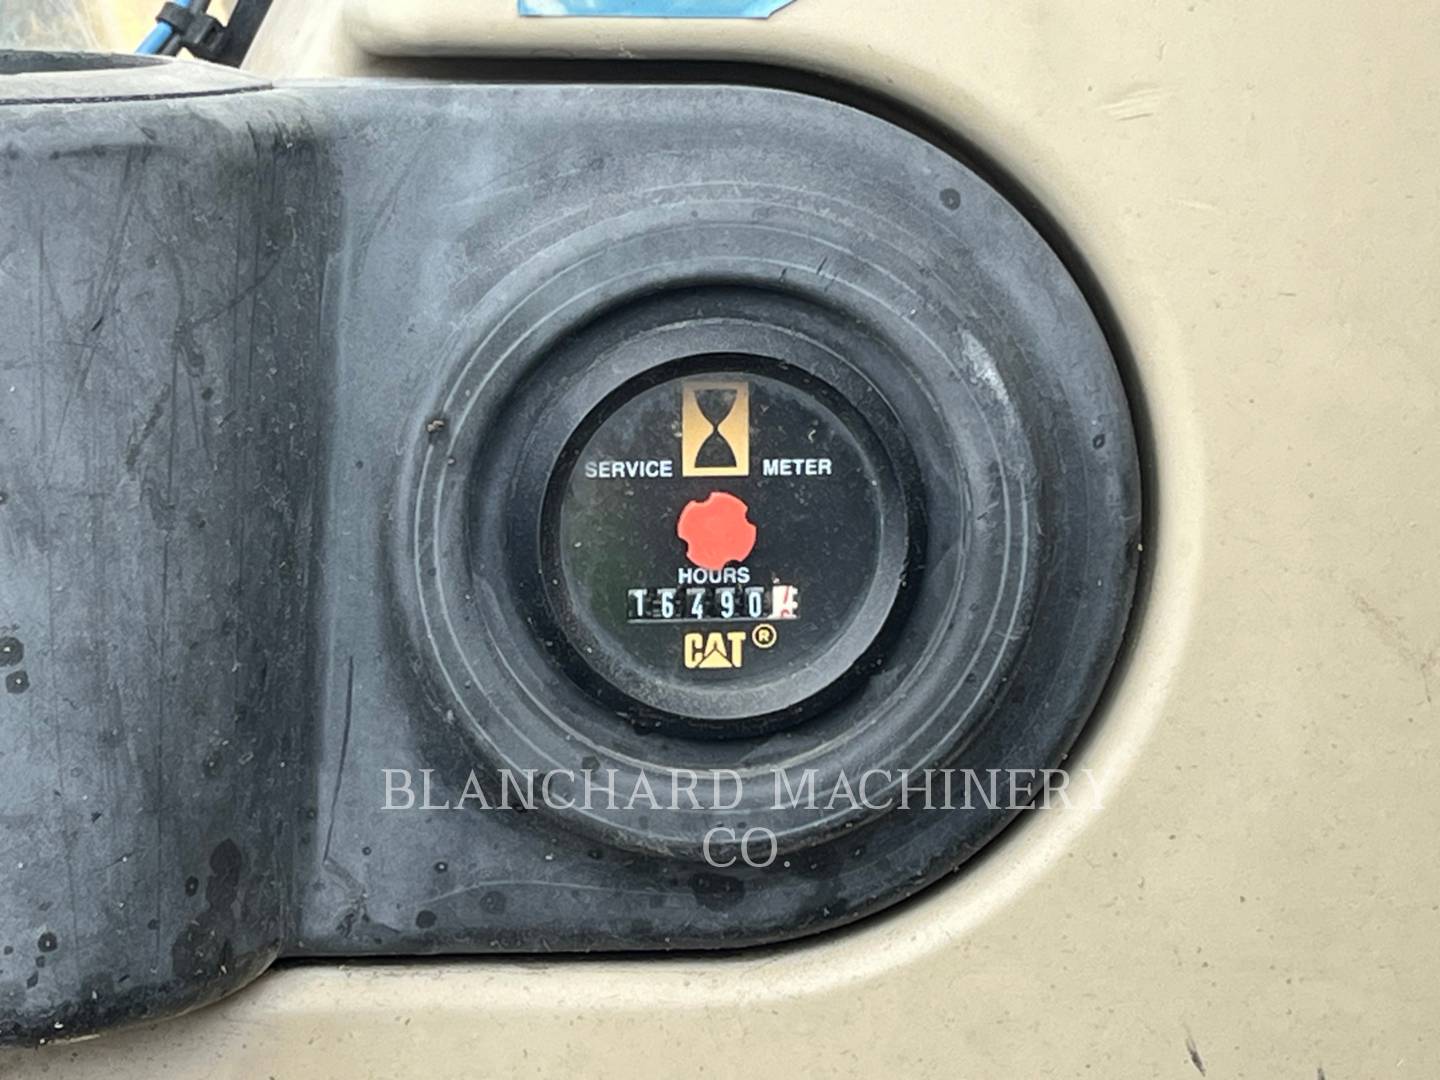 SERVICE METER
HOURS
16490
CAT®
BLANCHARD MACHINERY
CO.